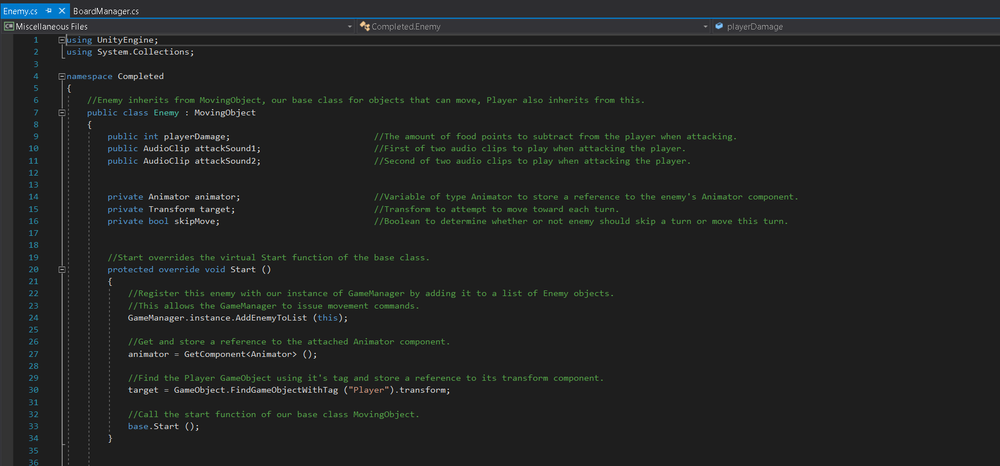 Enemy.cs BoardManager.cs
C# Miscellaneous Files Completed.Enemy playerDamage
1 using UnityEngine;
2 using System.Collections;
3
4 namespace Completed
5 {
6 //Enemy inherits from MovingObject, our base class for objects that can move, Player also inherits from this.
7 public class Enemy : MovingObject
8 {
9 public int playerDamage; //The amount of food points to subtract from the player when attacking.
10 public AudioClip attackSound1; //First of two audio clips to play when attacking the player.
11 public AudioClip attackSound2; //Second of two audio clips to play when attacking the player.
12
13
14 private Animator animator; //Variable of type Animator to store a reference to the enemy's Animator component.
15 private Transform target; //Transform to attempt to move toward each turn.
16 private bool skipMove; //Boolean to determine whether or not enemy should skip a turn or move this turn.
17
18
19 //Start overrides the virtual Start function of the base class.
20 protected override void Start ()
21 {
22 //Register this enemy with our instance of GameManager by adding it to a list of Enemy objects.
23 //This allows the GameManager to issue movement commands.
24 GameManager.instance.AddEnemyToList (this);
25
26 //Get and store a reference to the attached Animator component.
27 animator = GetComponent<Animator> ();
28
29 //Find the Player GameObject using it's tag and store a reference to its transform component.
30 target = GameObject.FindGameObjectWithTag ("Player").transform;
31
32 //Call the start function of our base class MovingObject.
33 base.Start ();
34 }
35
36